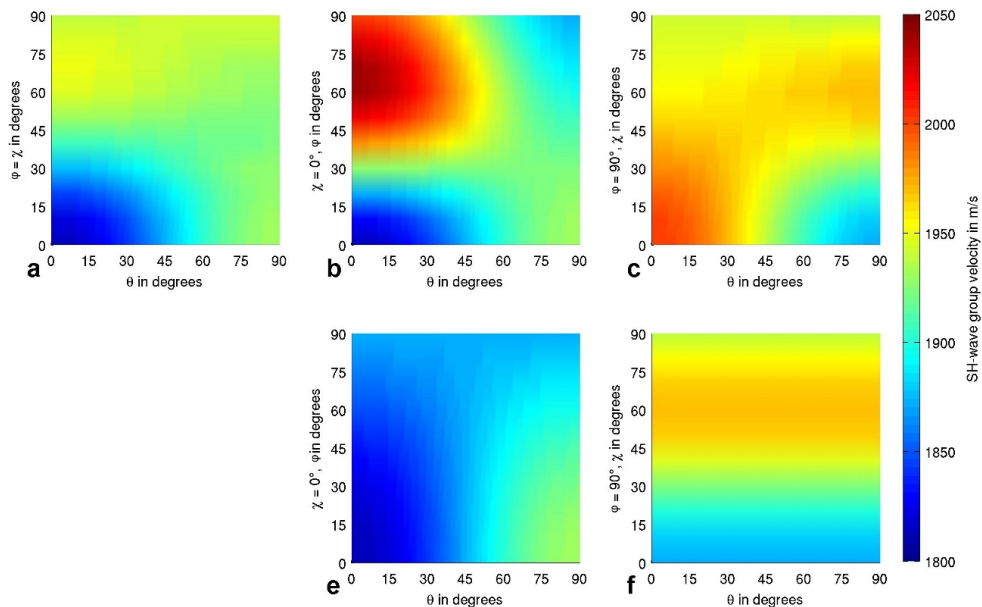 90
75
60
45
30
15
0
0 15 30 45 60 75 90
φ = χ in degrees
θ in degrees
a
90
75
60
45
30
15
0
0 15 30 45 60 75 90
χ = 0°, φ in degrees
θ in degrees
b
90
75
60
45
30
15
0
0 15 30 45 60 75 90
φ = 90°, χ in degrees
θ in degrees
c
2050
2000
1950
1900
1850
1800
SH-wave group velocity in m/s
90
75
60
45
30
15
0
0 15 30 45 60 75 90
χ = 0°, φ in degrees
θ in degrees
e
90
75
60
45
30
15
0
0 15 30 45 60 75 90
φ = 90°, χ in degrees
θ in degrees
f